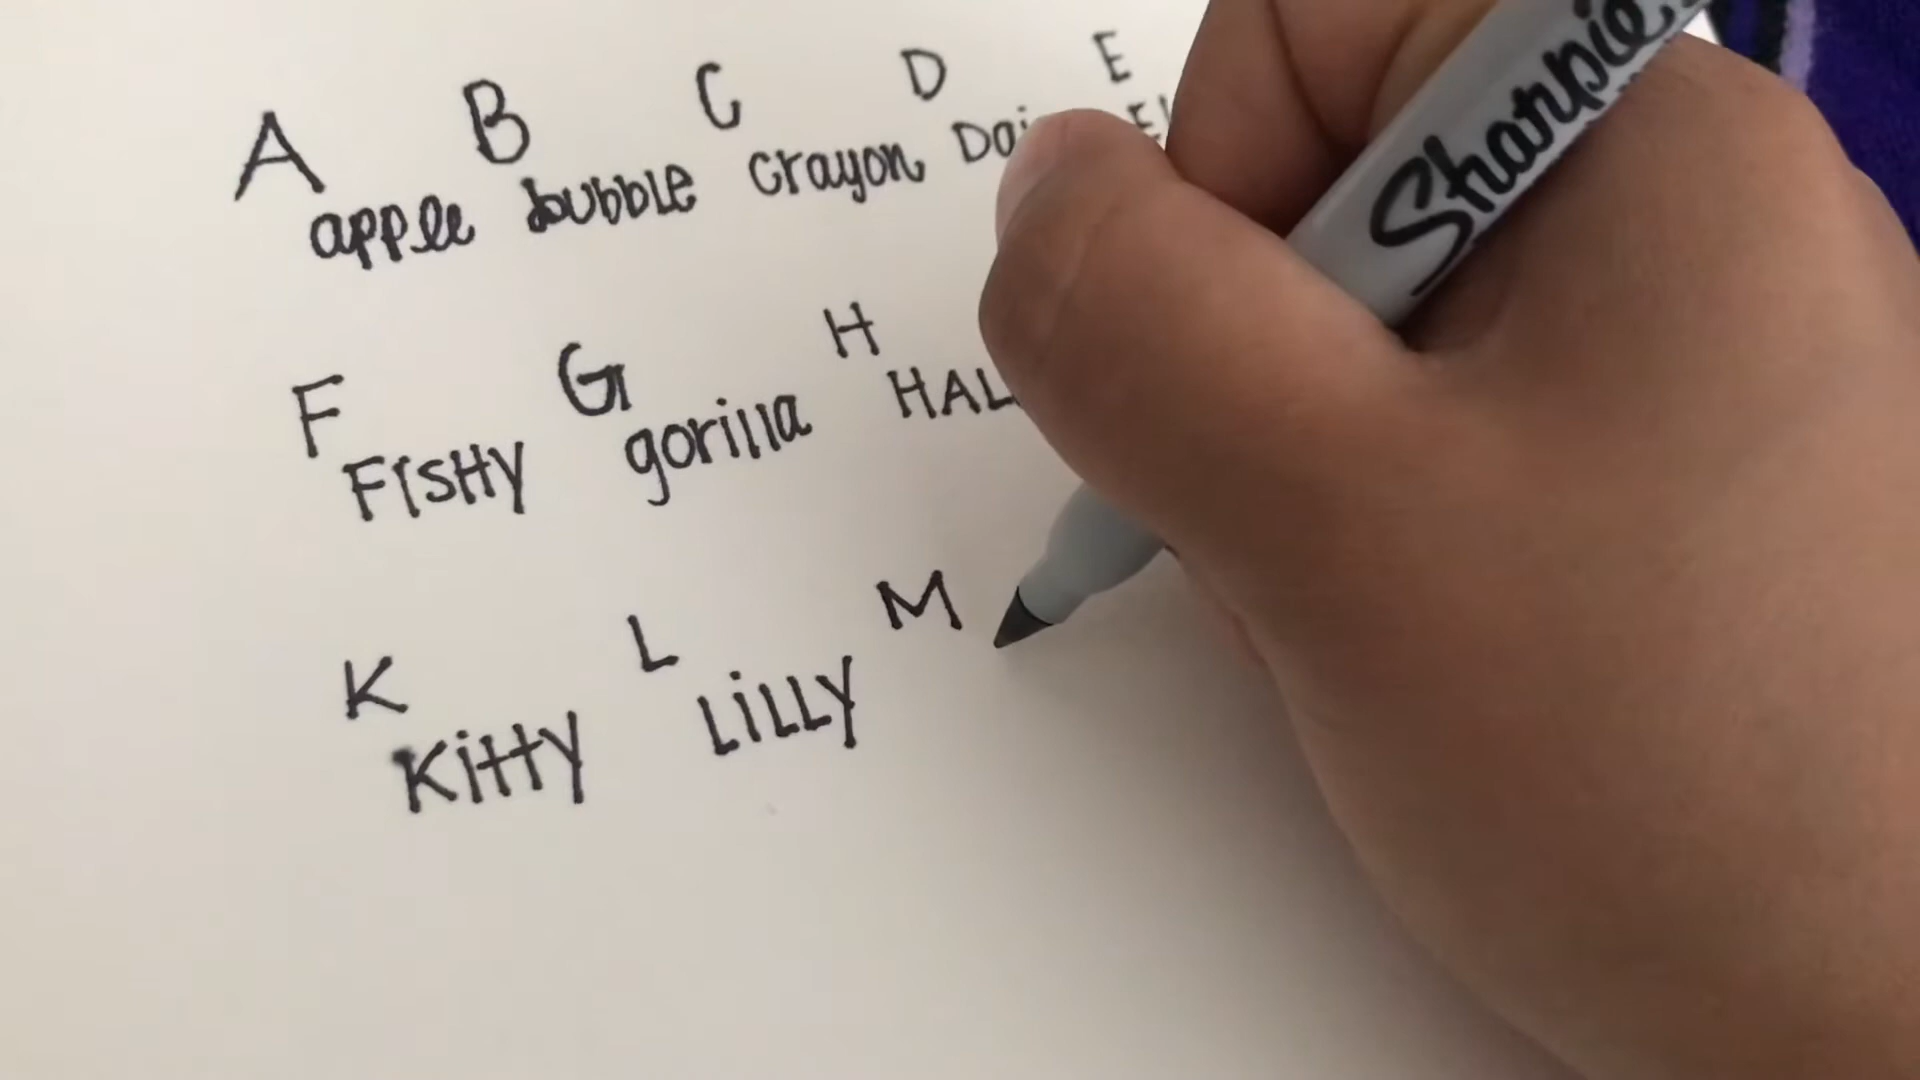 A B C D E
apple bubble crayon
F G H
FISHY gorilla
K L M
Kitty LiLLY
Sharpie